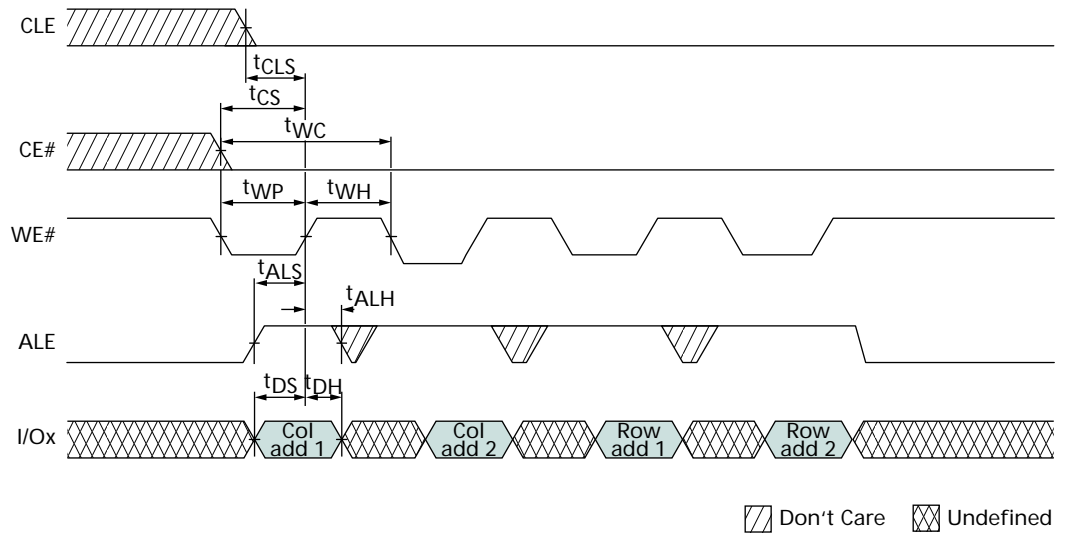 CLE
tCLS
tCS
tWC
CE#
tWP
tWH
WE#
tALS
tALH
ALE
tDS
tDH
I/Ox
Col
add 1
Col
add 2
Row
add 1
Row
add 2
Don't Care
Undefined